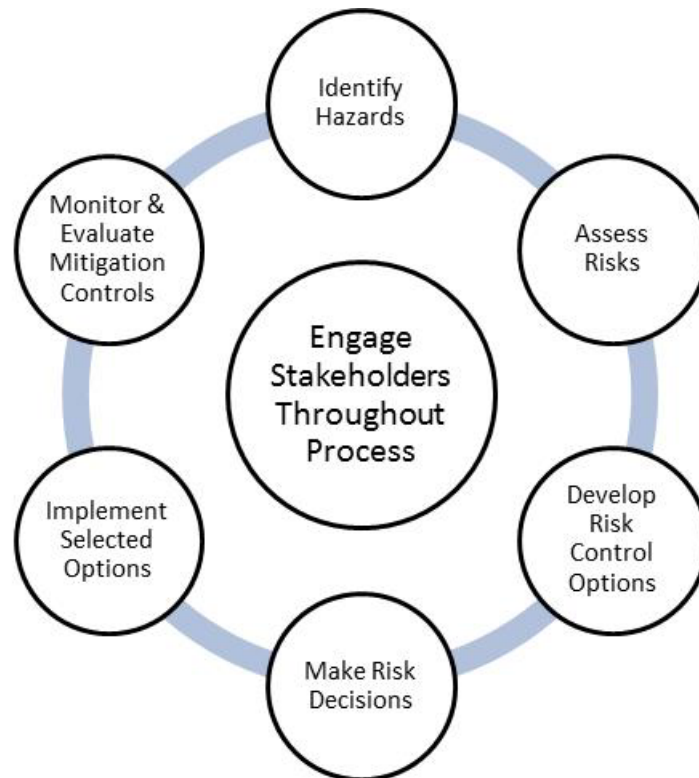 Identify
Hazards
Assess
Risks
Develop
Risk
Control
Options
Make Risk
Decisions
Implement
Selected
Options
Monitor &
Evaluate
Mitigation
Controls
Engage
Stakeholders
Throughout
Process